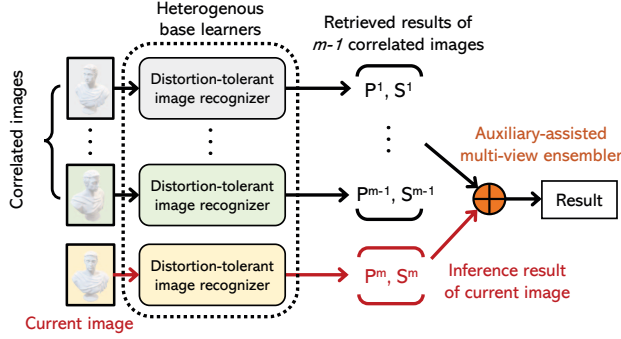 Heterogenous
base learners
Retrieved results of
m-1 correlated images
Correlated images
Distortion-tolerant
image recognizer
P¹, S¹
Auxiliary-assisted
multi-view ensembler
Distortion-tolerant
image recognizer
Pᵐ⁻¹, Sᵐ⁻¹
Result
Distortion-tolerant
image recognizer
Pᵐ, Sᵐ
Inference result
of current image
Current image